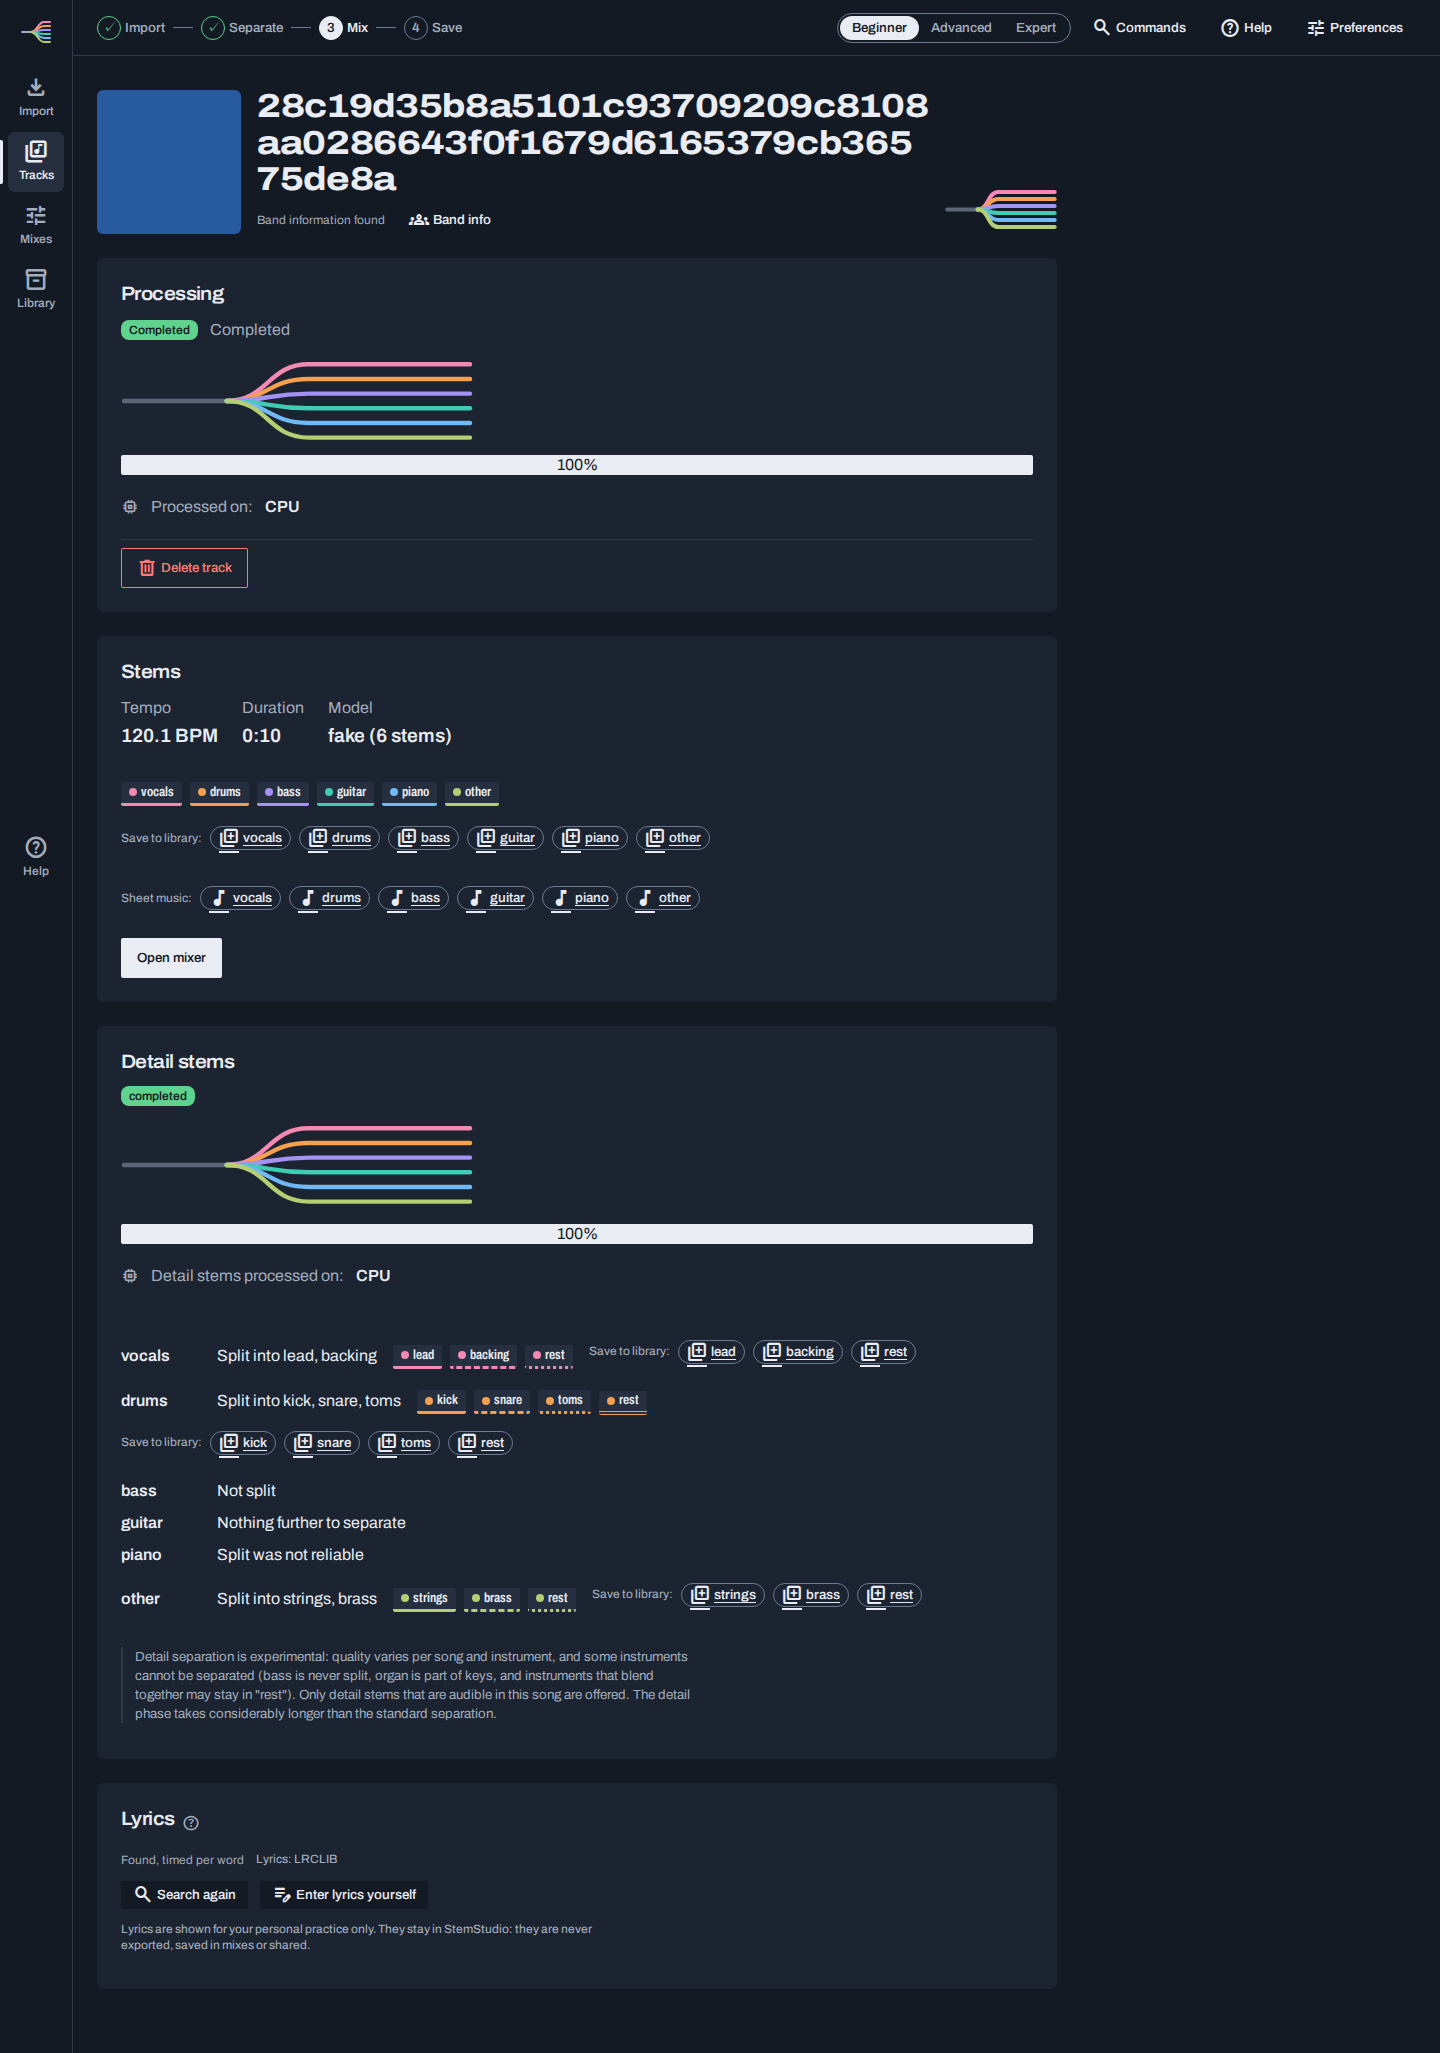 Import Separate 3 Mix 4 Save Beginner Advanced Expert Commands Help Preferences
Import
Tracks
Mixes
Library
Help
28c19d35b8a5101c93709209c8108
aa0286643f0f1679d6165379cb365
75de8a
Band information found Band info
Processing
Completed Completed
100%
Processed on: CPU
Delete track
Stems
Tempo Duration Model
120.1 BPM 0:10 fake (6 stems)
vocals drums bass guitar piano other
Save to library: vocals drums bass guitar piano other
Sheet music: vocals drums bass guitar piano other
Open mixer
Detail stems
completed
100%
Detail stems processed on: CPU
vocals Split into lead, backing lead backing rest Save to library: lead backing rest
drums Split into kick, snare, toms kick snare toms rest
Save to library: kick snare toms rest
bass Not split
guitar Nothing further to separate
piano Split was not reliable
other Split into strings, brass strings brass rest Save to library: strings brass rest
Detail separation is experimental: quality varies per song and instrument, and some instruments
cannot be separated (bass is never split, organ is part of keys, and instruments that blend
together may stay in "rest"). Only detail stems that are audible in this song are offered. The detail
phase takes considerably longer than the standard separation.
Lyrics
Found, timed per word Lyrics: LRCLIB
Search again Enter lyrics yourself
Lyrics are shown for your personal practice only. They stay in StemStudio: they are never
exported, saved in mixes or shared.